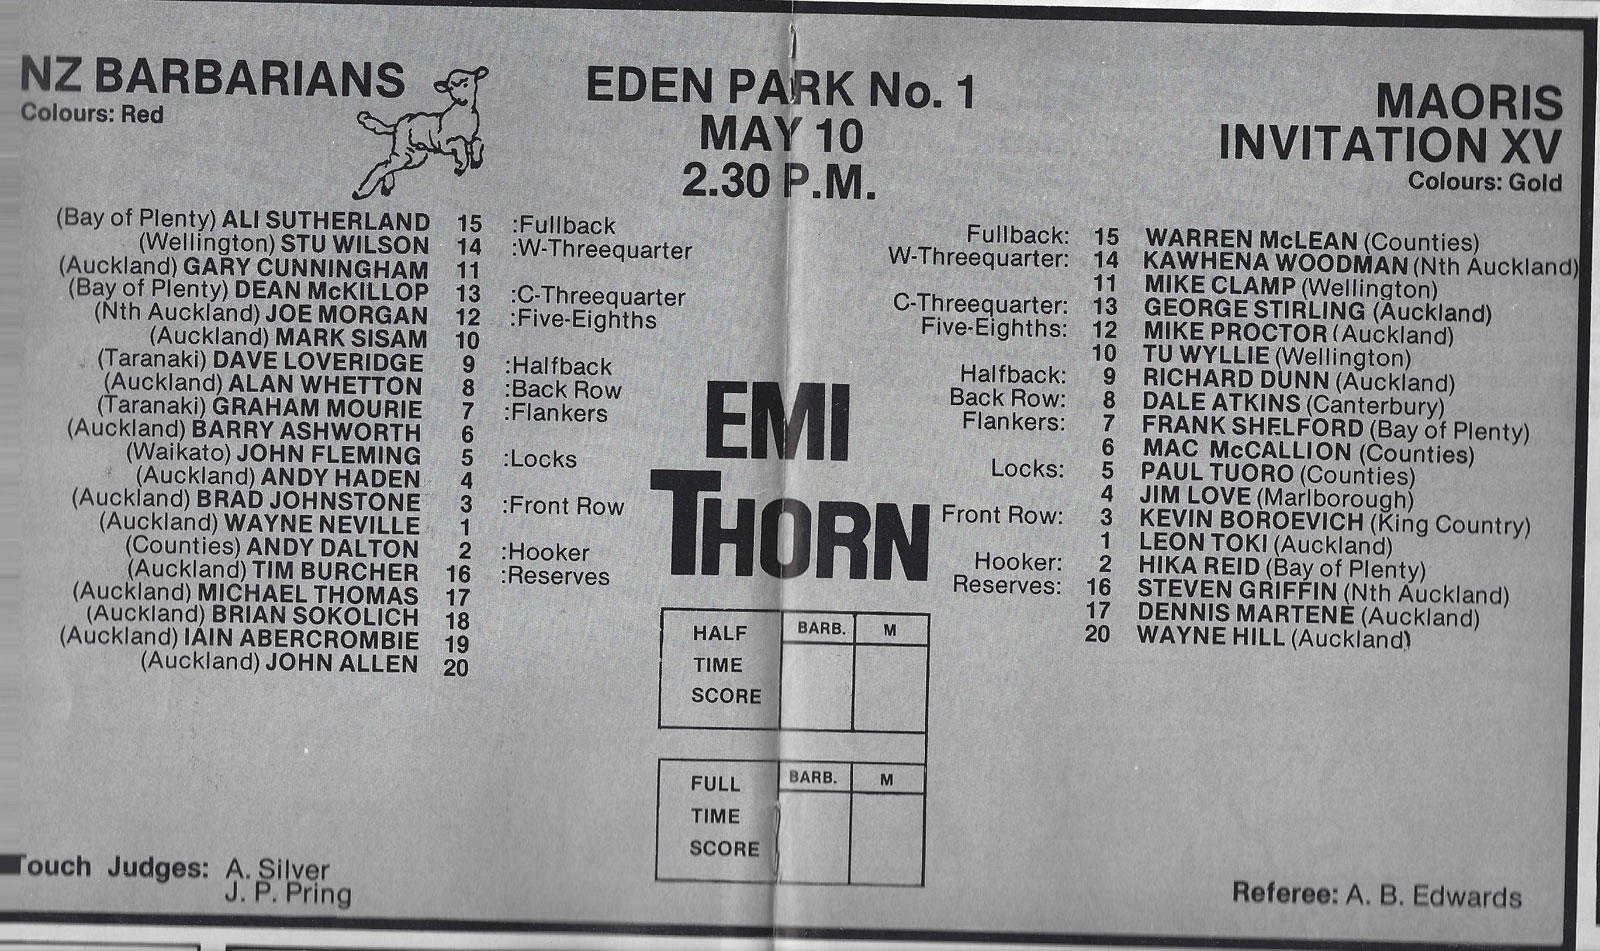 NZ BARBARIANS
Colours: Red
EDEN PARK No. 1
MAY 10
2.30 P.M.
MAORIS
INVITATION XV
Colours: Gold
(Bay of Plenty) ALI SUTHERLAND 15 :Fullback
(Wellington) STU WILSON 14 :W-Threequarter
(Auckland) GARY CUNNINGHAM 11
(Bay of Plenty) DEAN McKILLOP 13 :C-Threequarter
(Nth Auckland) JOE MORGAN 12 :Five-Eighths
(Auckland) MARK SISAM 10
(Taranaki) DAVE LOVERIDGE 9 :Halfback
(Auckland) ALAN WHETTON 8 :Back Row
(Taranaki) GRAHAM MOURIE 7 :Flankers
(Auckland) BARRY ASHWORTH 6
(Waikato) JOHN FLEMING 5 :Locks
(Auckland) ANDY HADEN 4
(Auckland) BRAD JOHNSTONE 3 :Front Row
(Auckland) WAYNE NEVILLE 1
(Counties) ANDY DALTON 2 :Hooker
(Auckland) TIM BURCHER 16 :Reserves
(Auckland) MICHAEL THOMAS 17
(Auckland) BRIAN SOKOLICH 18
(Auckland) IAIN ABERCROMBIE 19
(Auckland) JOHN ALLEN 20
Fullback: 15 WARREN McLEAN (Counties)
W-Threequarter: 14 KAWHENA WOODMAN (Nth Auckland)
11 MIKE CLAMP (Wellington)
C-Threequarter: 13 GEORGE STIRLING (Auckland)
Five-Eighths: 12 MIKE PROCTOR (Auckland)
10 TU WYLLIE (Wellington)
Halfback: 9 RICHARD DUNN (Auckland)
Back Row: 8 DALE ATKINS (Canterbury)
Flankers: 7 FRANK SHELFORD (Bay of Plenty)
6 MAC McCALLION (Counties)
Locks: 5 PAUL TUORO (Counties)
4 JIM LOVE (Marlborough)
Front Row: 3 KEVIN BOROEVICH (King Country)
1 LEON TOKI (Auckland)
Hooker: 2 HIKA REID (Bay of Plenty)
Reserves: 16 STEVEN GRIFFIN (Nth Auckland)
17 DENNIS MARTENE (Auckland)
20 WAYNE HILL (Auckland)
EMI
THORN
HALF TIME SCORE BARB. M
FULL TIME SCORE BARB. M
Touch Judges: A. Silver
J. P. Pring
Referee: A. B. Edwards